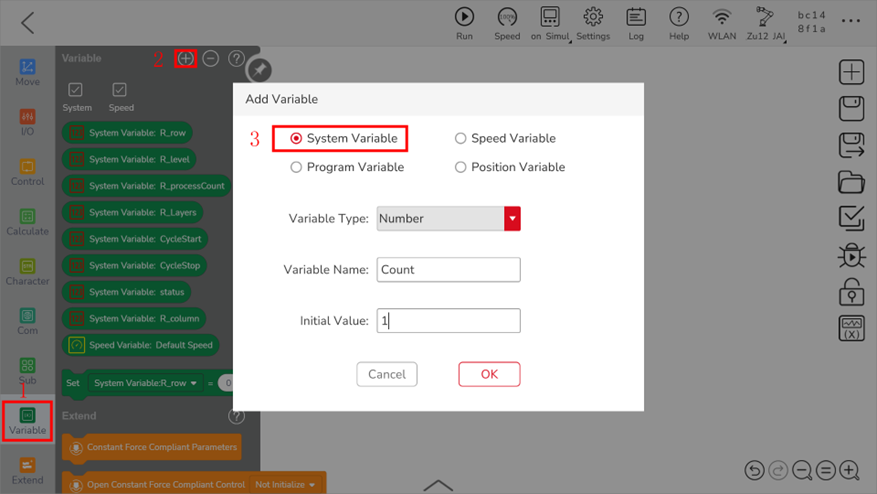 Run
Speed
on Simul
Settings
Log
Help
WLAN
Zu12 JAI
bc14
8f1a
100%
Move
I/O
Control
Calculate
Character
Com
Sub
1
Variable
Extend
Variable
2
System
Speed
System Variable: R_row
System Variable: R_level
System Variable: R_processCount
System Variable: R_Layers
System Variable: CycleStart
System Variable: CycleStop
System Variable: status
System Variable: R_column
Speed Variable: Default Speed
Set System Variable:R_row = 0
Extend
Constant Force Compliant Parameters
Open Constant Force Compliant Control Not Initialize
Add Variable
3
System Variable
Speed Variable
Program Variable
Position Variable
Variable Type: Number
Variable Name: Count
Initial Value: 1
Cancel
OK
(X)